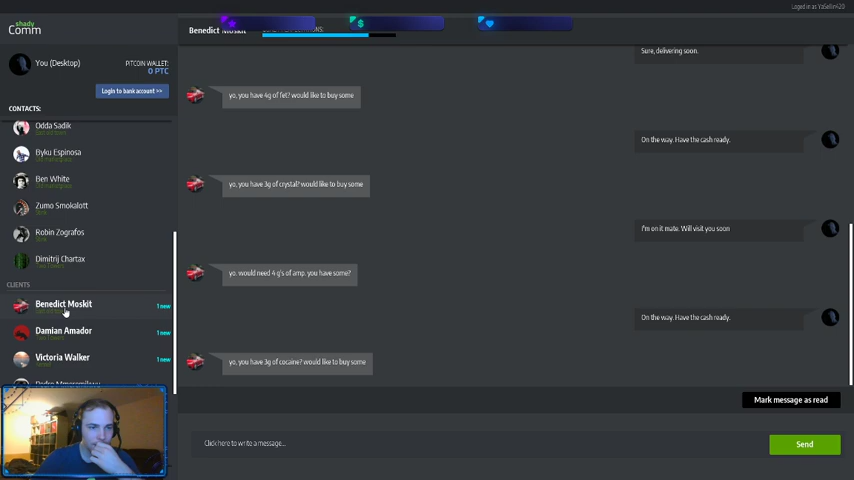 Logged in as YaSellin420
shady
Comm
Benedict Moskit
You (Desktop)
PITCOIN WALLET:
0 PTC
Login to bank account >>
CONTACTS:
Odda Sadik
Byku Espinosa
Old marketplace
Ben White
Old marketplace
Zumo Smokalott
Robin Zografos
Dimitrij Chartax
CLIENTS
Benedict Moskit
1 new
Damian Amador
1 new
Victoria Walker
1 new
Sure, delivering soon.
yo, you have 4g of fet? would like to buy some
On the way. Have the cash ready.
yo, you have 3g of crystal? would like to buy some
I'm on it mate. Will visit you soon
yo. would need 4 g's of amp. you have some?
On the way. Have the cash ready.
yo, you have 3g of cocaine? would like to buy some
Mark message as read
Click here to write a message...
Send